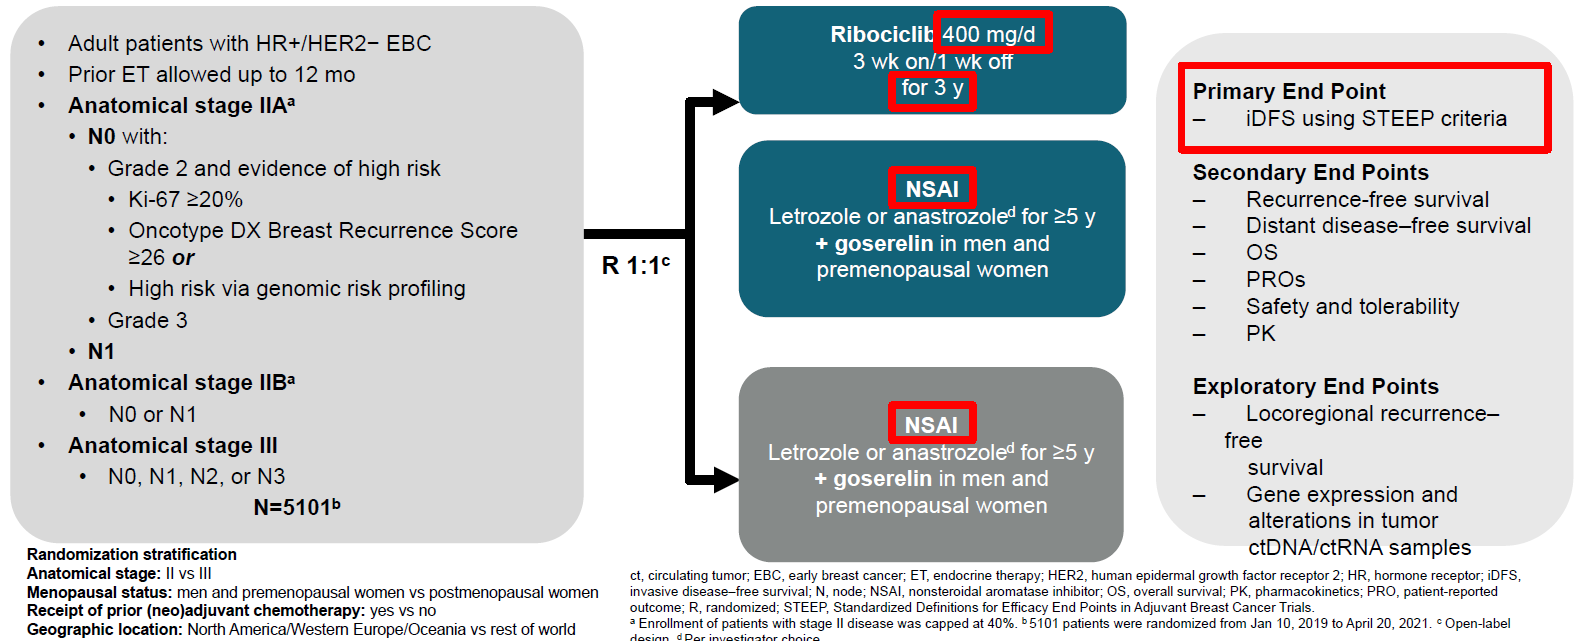 • Adult patients with HR+/HER2− EBC
• Prior ET allowed up to 12 mo
• Anatomical stage IIAa
• N0 with:
• Grade 2 and evidence of high risk
• Ki-67 ≥20%
• Oncotype DX Breast Recurrence Score
≥26 or
• High risk via genomic risk profiling
• Grade 3
• N1
• Anatomical stage IIBa
• N0 or N1
• Anatomical stage III
• N0, N1, N2, or N3
N=5101b
Randomization stratification
Anatomical stage: II vs III
Menopausal status: men and premenopausal women vs postmenopausal women
Receipt of prior (neo)adjuvant chemotherapy: yes vs no
Geographic location: North America/Western Europe/Oceania vs rest of world
R 1:1c
Ribociclib 400 mg/d
3 wk on/1 wk off
for 3 y
NSAI
Letrozole or anastrozoled for ≥5 y
+ goserelin in men and
premenopausal women
NSAI
Letrozole or anastrozoled for ≥5 y
+ goserelin in men and
premenopausal women
Primary End Point
– iDFS using STEEP criteria
Secondary End Points
– Recurrence-free survival
– Distant disease–free survival
– OS
– PROs
– Safety and tolerability
– PK
Exploratory End Points
– Locoregional recurrence–
free
survival
– Gene expression and
alterations in tumor
ctDNA/ctRNA samples
ct, circulating tumor; EBC, early breast cancer; ET, endocrine therapy; HER2, human epidermal growth factor receptor 2; HR, hormone receptor; iDFS,
invasive disease–free survival; N, node; NSAI, nonsteroidal aromatase inhibitor; OS, overall survival; PK, pharmacokinetics; PRO, patient-reported
outcome; R, randomized; STEEP, Standardized Definitions for Efficacy End Points in Adjuvant Breast Cancer Trials.
a Enrollment of patients with stage II disease was capped at 40%. b 5101 patients were randomized from Jan 10, 2019 to April 20, 2021. c Open-label
design. d Per investigator choice.